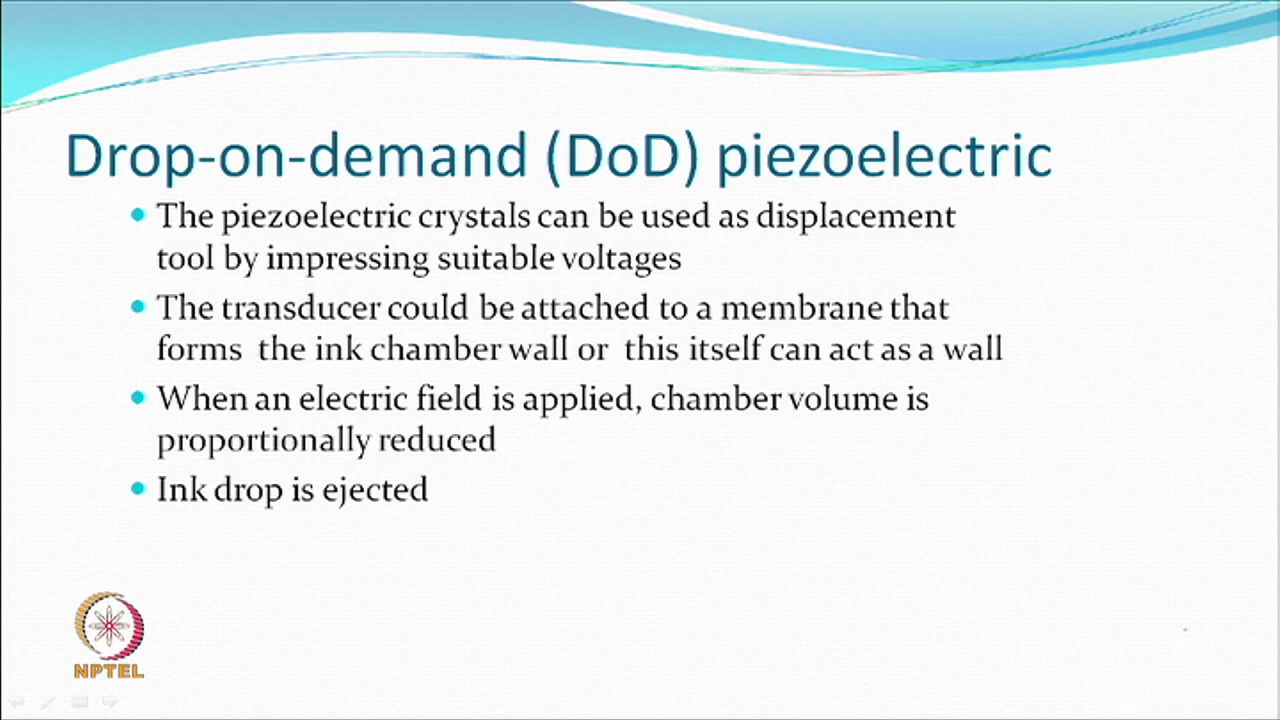 Drop-on-demand (DoD) piezoelectric
The piezoelectric crystals can be used as displacement
tool by impressing suitable voltages
The transducer could be attached to a membrane that
forms the ink chamber wall or this itself can act as a wall
When an electric field is applied, chamber volume is
proportionally reduced
Ink drop is ejected
NPTEL